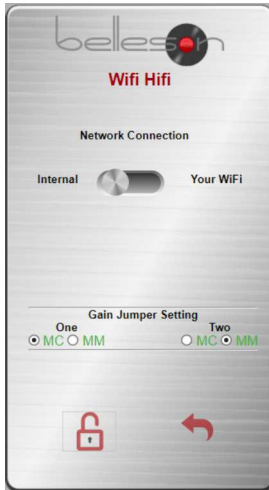 belleson
Wifi Hifi
Network Connection
Internal Your WiFi
Gain Jumper Setting
One Two
MC MM MC MM